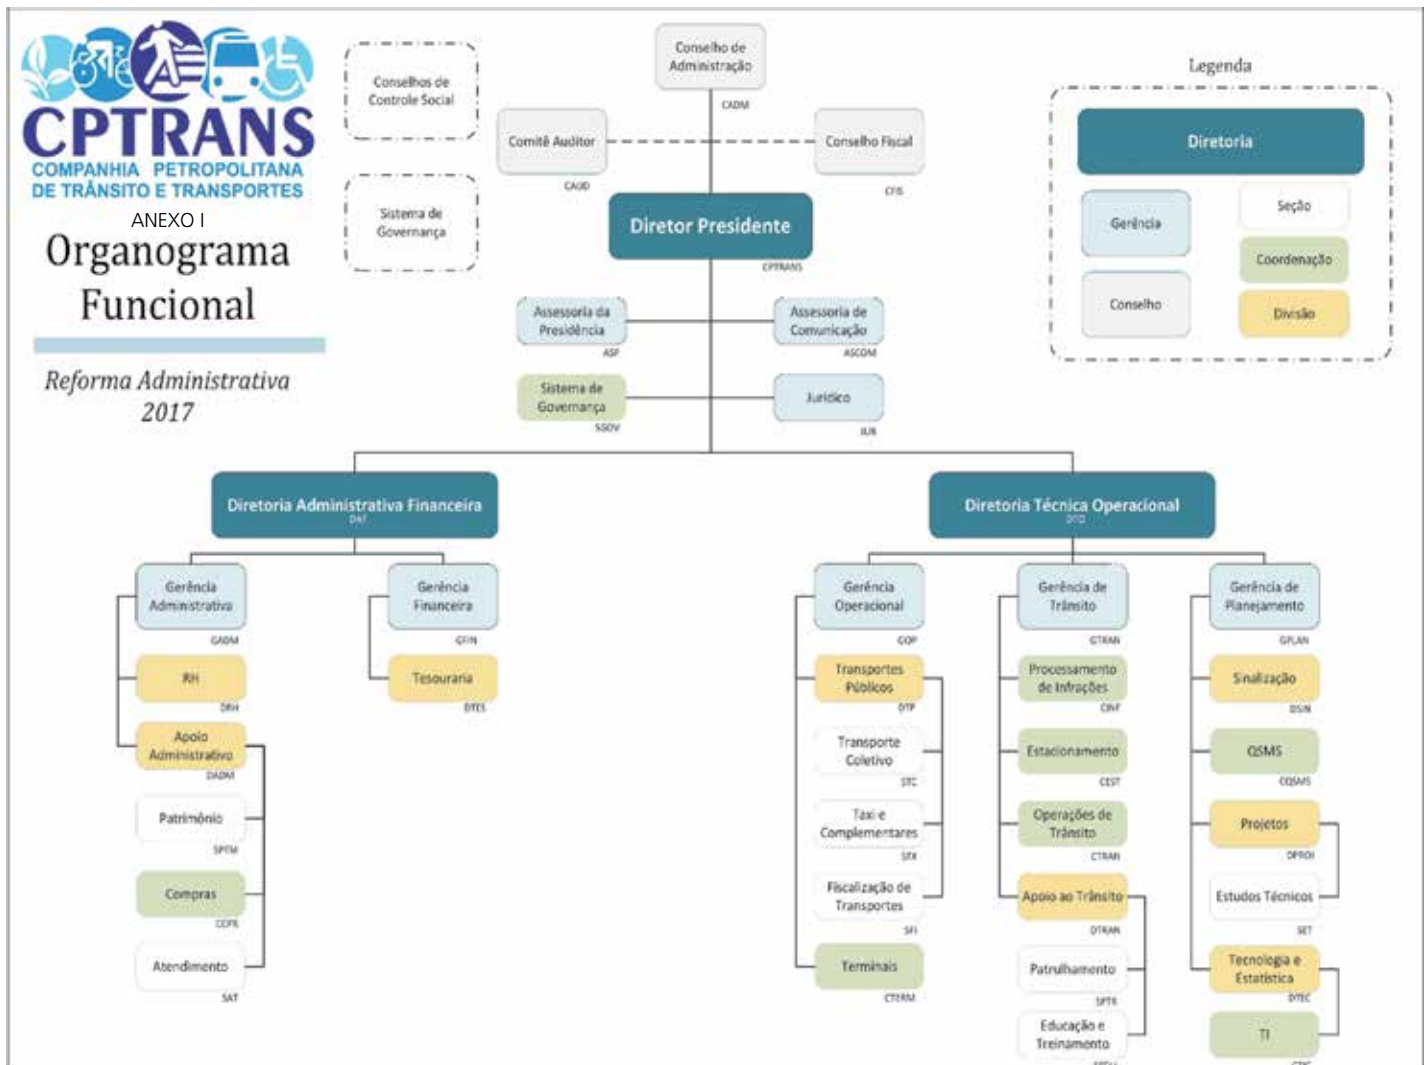 CPTRANS
COMPANHIA PETROPOLITANA
DE TRÂNSITO E TRANSPORTES
ANEXO I
Organograma
Funcional
Reforma Administrativa
2017
Conselhos de
Controle Social
Sistema de
Governança
Conselho de
Administração
CADM
Comitê Auditor
CAUD
Conselho Fiscal
CFIS
Diretor Presidente
CPTRANS
Assessoria da
Presidência
ASP
Assessoria de
Comunicação
ASCOM
Sistema de
Governança
SGOV
Jurídico
JUR
Legenda
Diretoria
Gerência
Seção
Coordenação
Conselho
Divisão
Diretoria Administrativa Financeira
DAF
Diretoria Técnica Operacional
DTO
Gerência
Administrativa
GADM
RH
DRH
Apoio
Administrativo
DADM
Patrimônio
SPTM
Compras
CCPR
Atendimento
SAT
Gerência
Financeira
GFIN
Tesouraria
DTES
Gerência
Operacional
GOP
Transportes
Públicos
DTP
Transporte
Coletivo
STC
Taxi e
Complementares
STX
Fiscalização de
Transportes
SFI
Terminais
CTERM
Gerência de
Trânsito
GTRAN
Processamento
de Infrações
CINF
Estacionamento
CEST
Operações de
Trânsito
CTRAN
Apoio ao Trânsito
DTRAN
Patrulhamento
SPTR
Educação e
Treinamento
Gerência de
Planejamento
GPLAN
Sinalização
DSIN
QSMS
CQSMS
Projetos
DPROJ
Estudos Técnicos
SET
Tecnologia e
Estatística
DTEC
TI